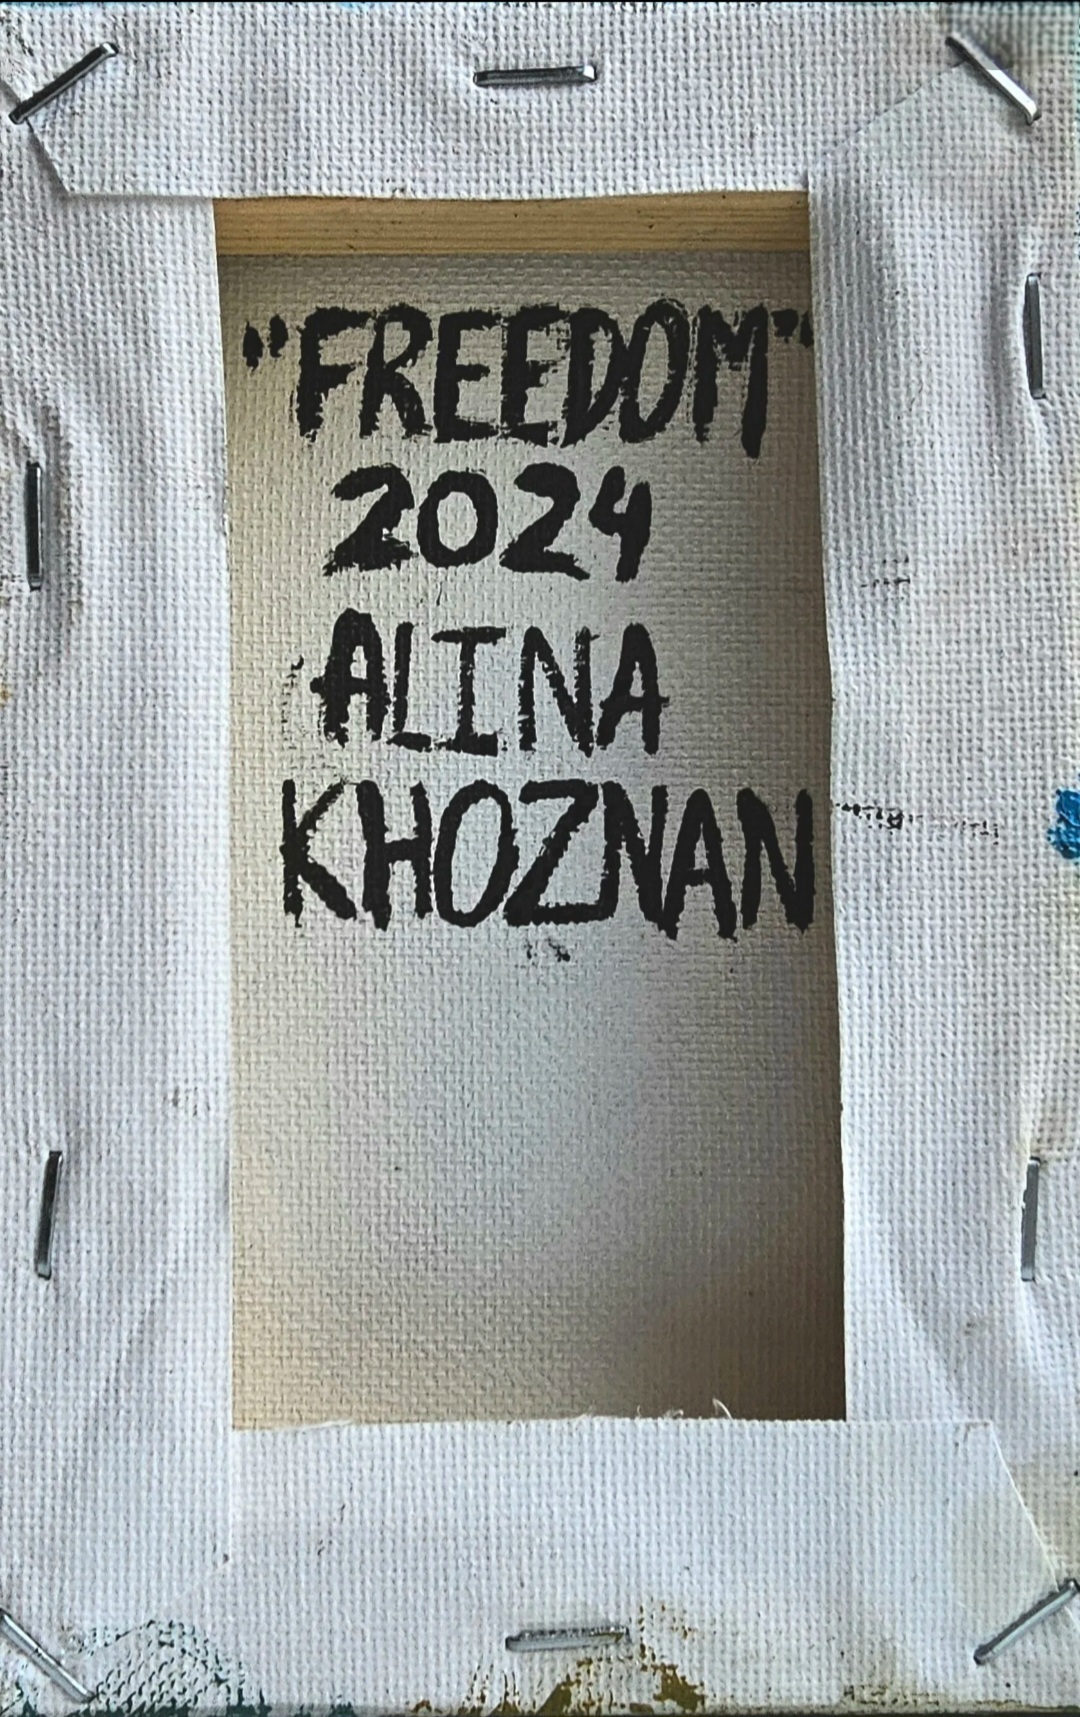 "FREEDOM"
2024
ALINA
KHOZNAN